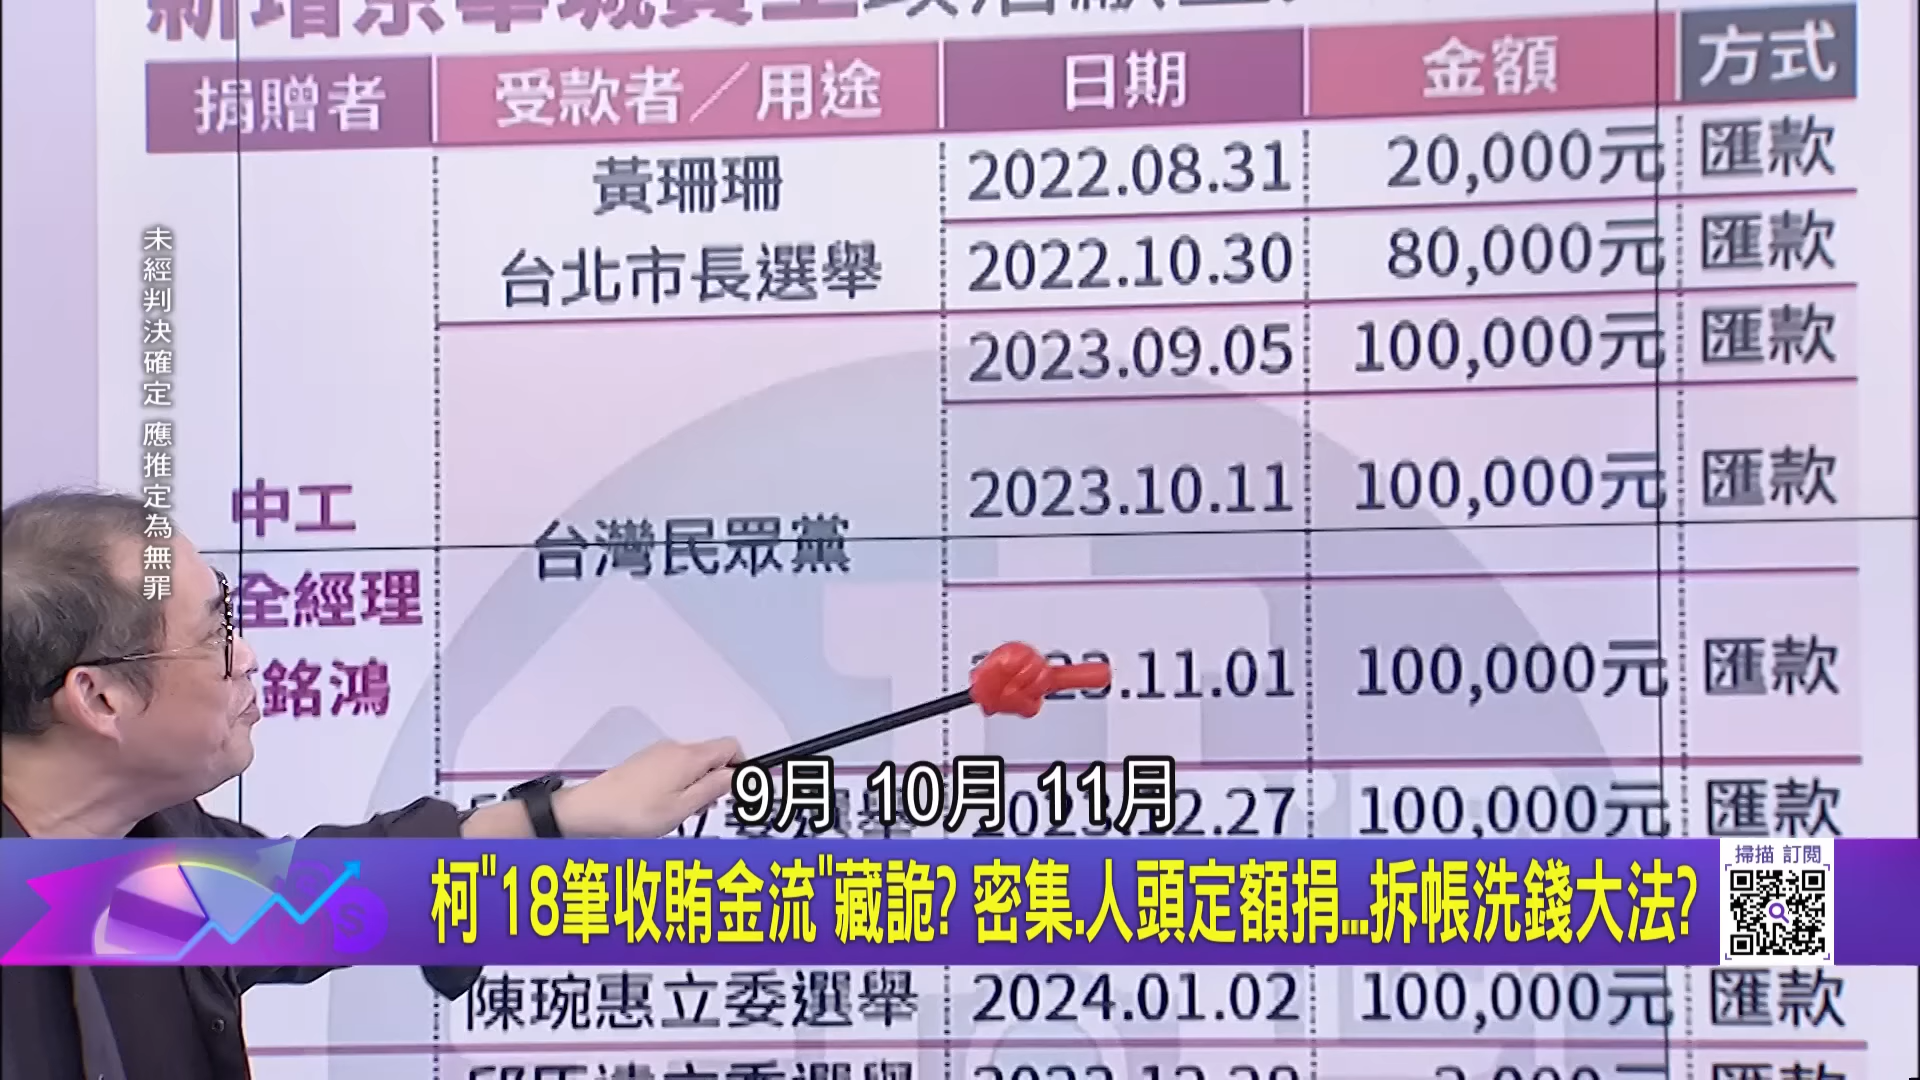 捐贈者 受款者／用途 日期 金額 方式
黃珊珊 2022.08.31 20,000元 匯款
台北市長選舉 2022.10.30 80,000元 匯款
2023.09.05 100,000元 匯款
2023.10.11 100,000元 匯款
台灣民眾黨
中工
全經理
銘鴻
.11.01 100,000元 匯款
立委選舉 2023.12.27 100,000元 匯款
陳琬惠立委選舉 2024.01.02 100,000元 匯款
未經判決確定 應推定為無罪
9月 10月 11月
柯"18筆收賄金流"藏詭? 密集.人頭定額捐...拆帳洗錢大法?
掃描 訂閱